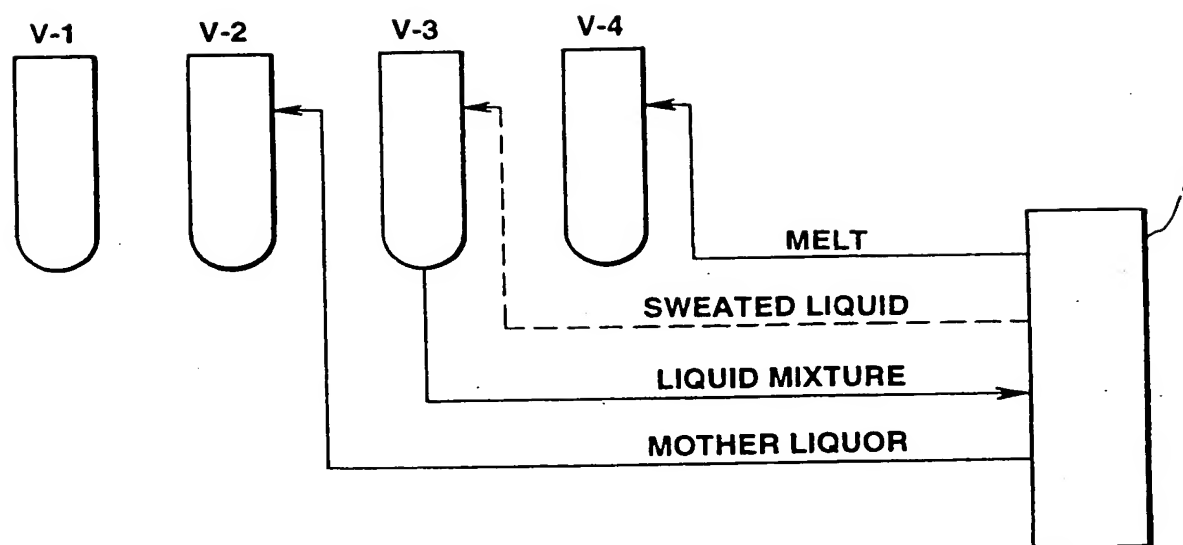 V-1
V-2
V-3
V-4
MELT
SWEATED LIQUID
LIQUID MIXTURE
MOTHER LIQUOR